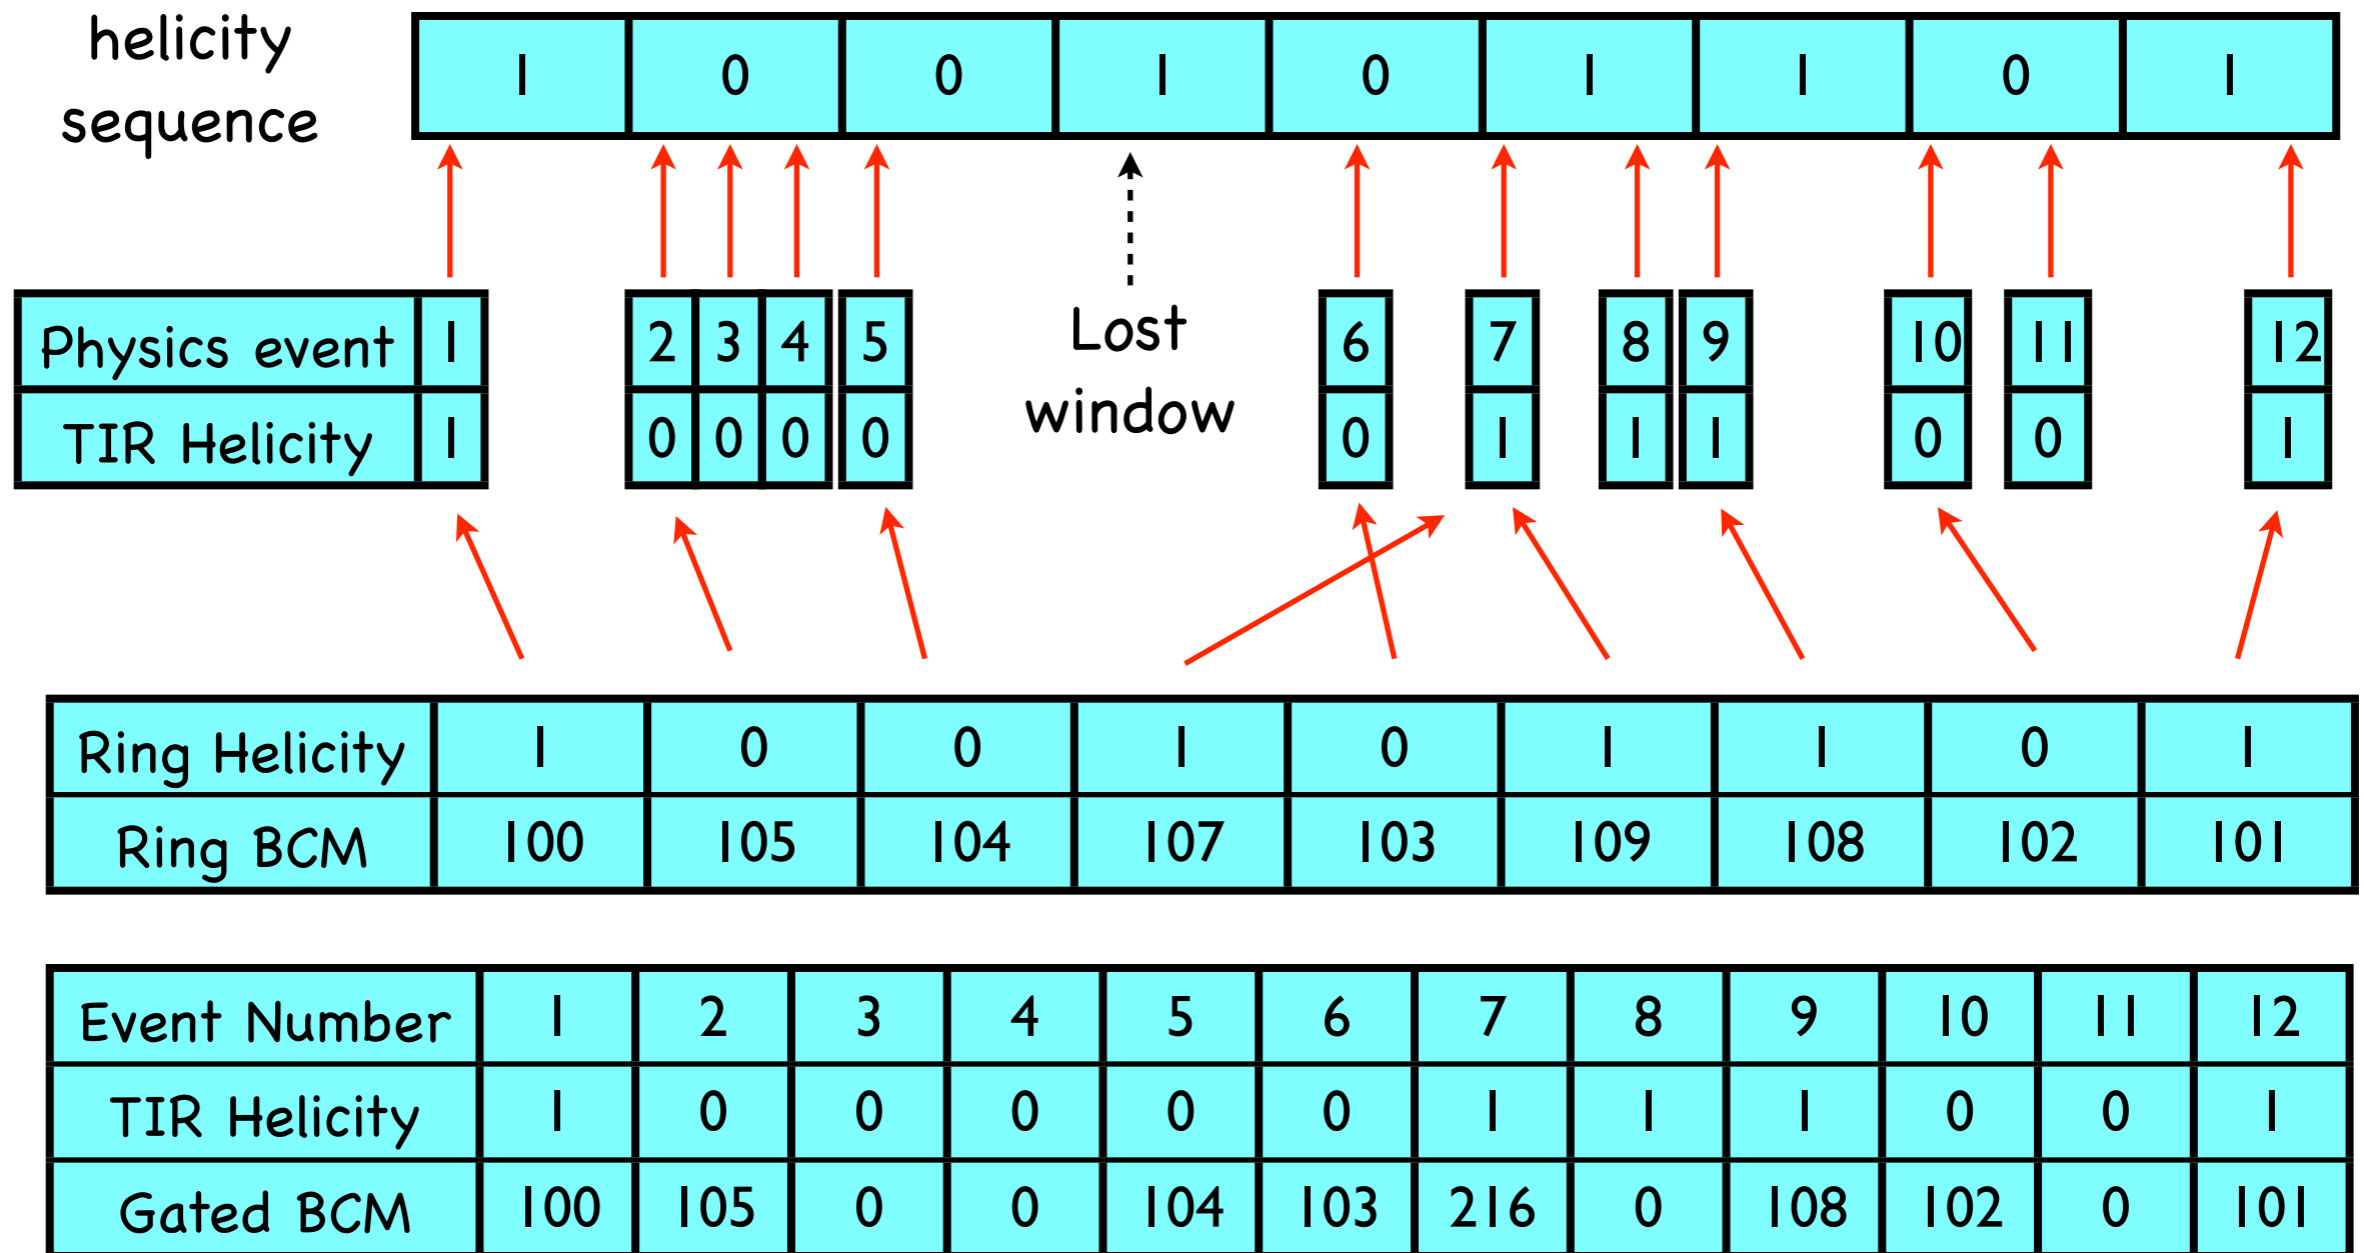 helicity
sequence
1 0 0 1 0 1 1 0 1
Physics event 1 2 3 4 5 6 7 8 9 10 11 12
TIR Helicity 1 0 0 0 0 0 1 1 1 0 0 1
Lost
window
Ring Helicity 1 0 0 1 0 1 1 0 1
Ring BCM 100 105 104 107 103 109 108 102 101
Event Number 1 2 3 4 5 6 7 8 9 10 11 12
TIR Helicity 1 0 0 0 0 0 1 1 1 0 0 1
Gated BCM 100 105 0 0 104 103 216 0 108 102 0 101